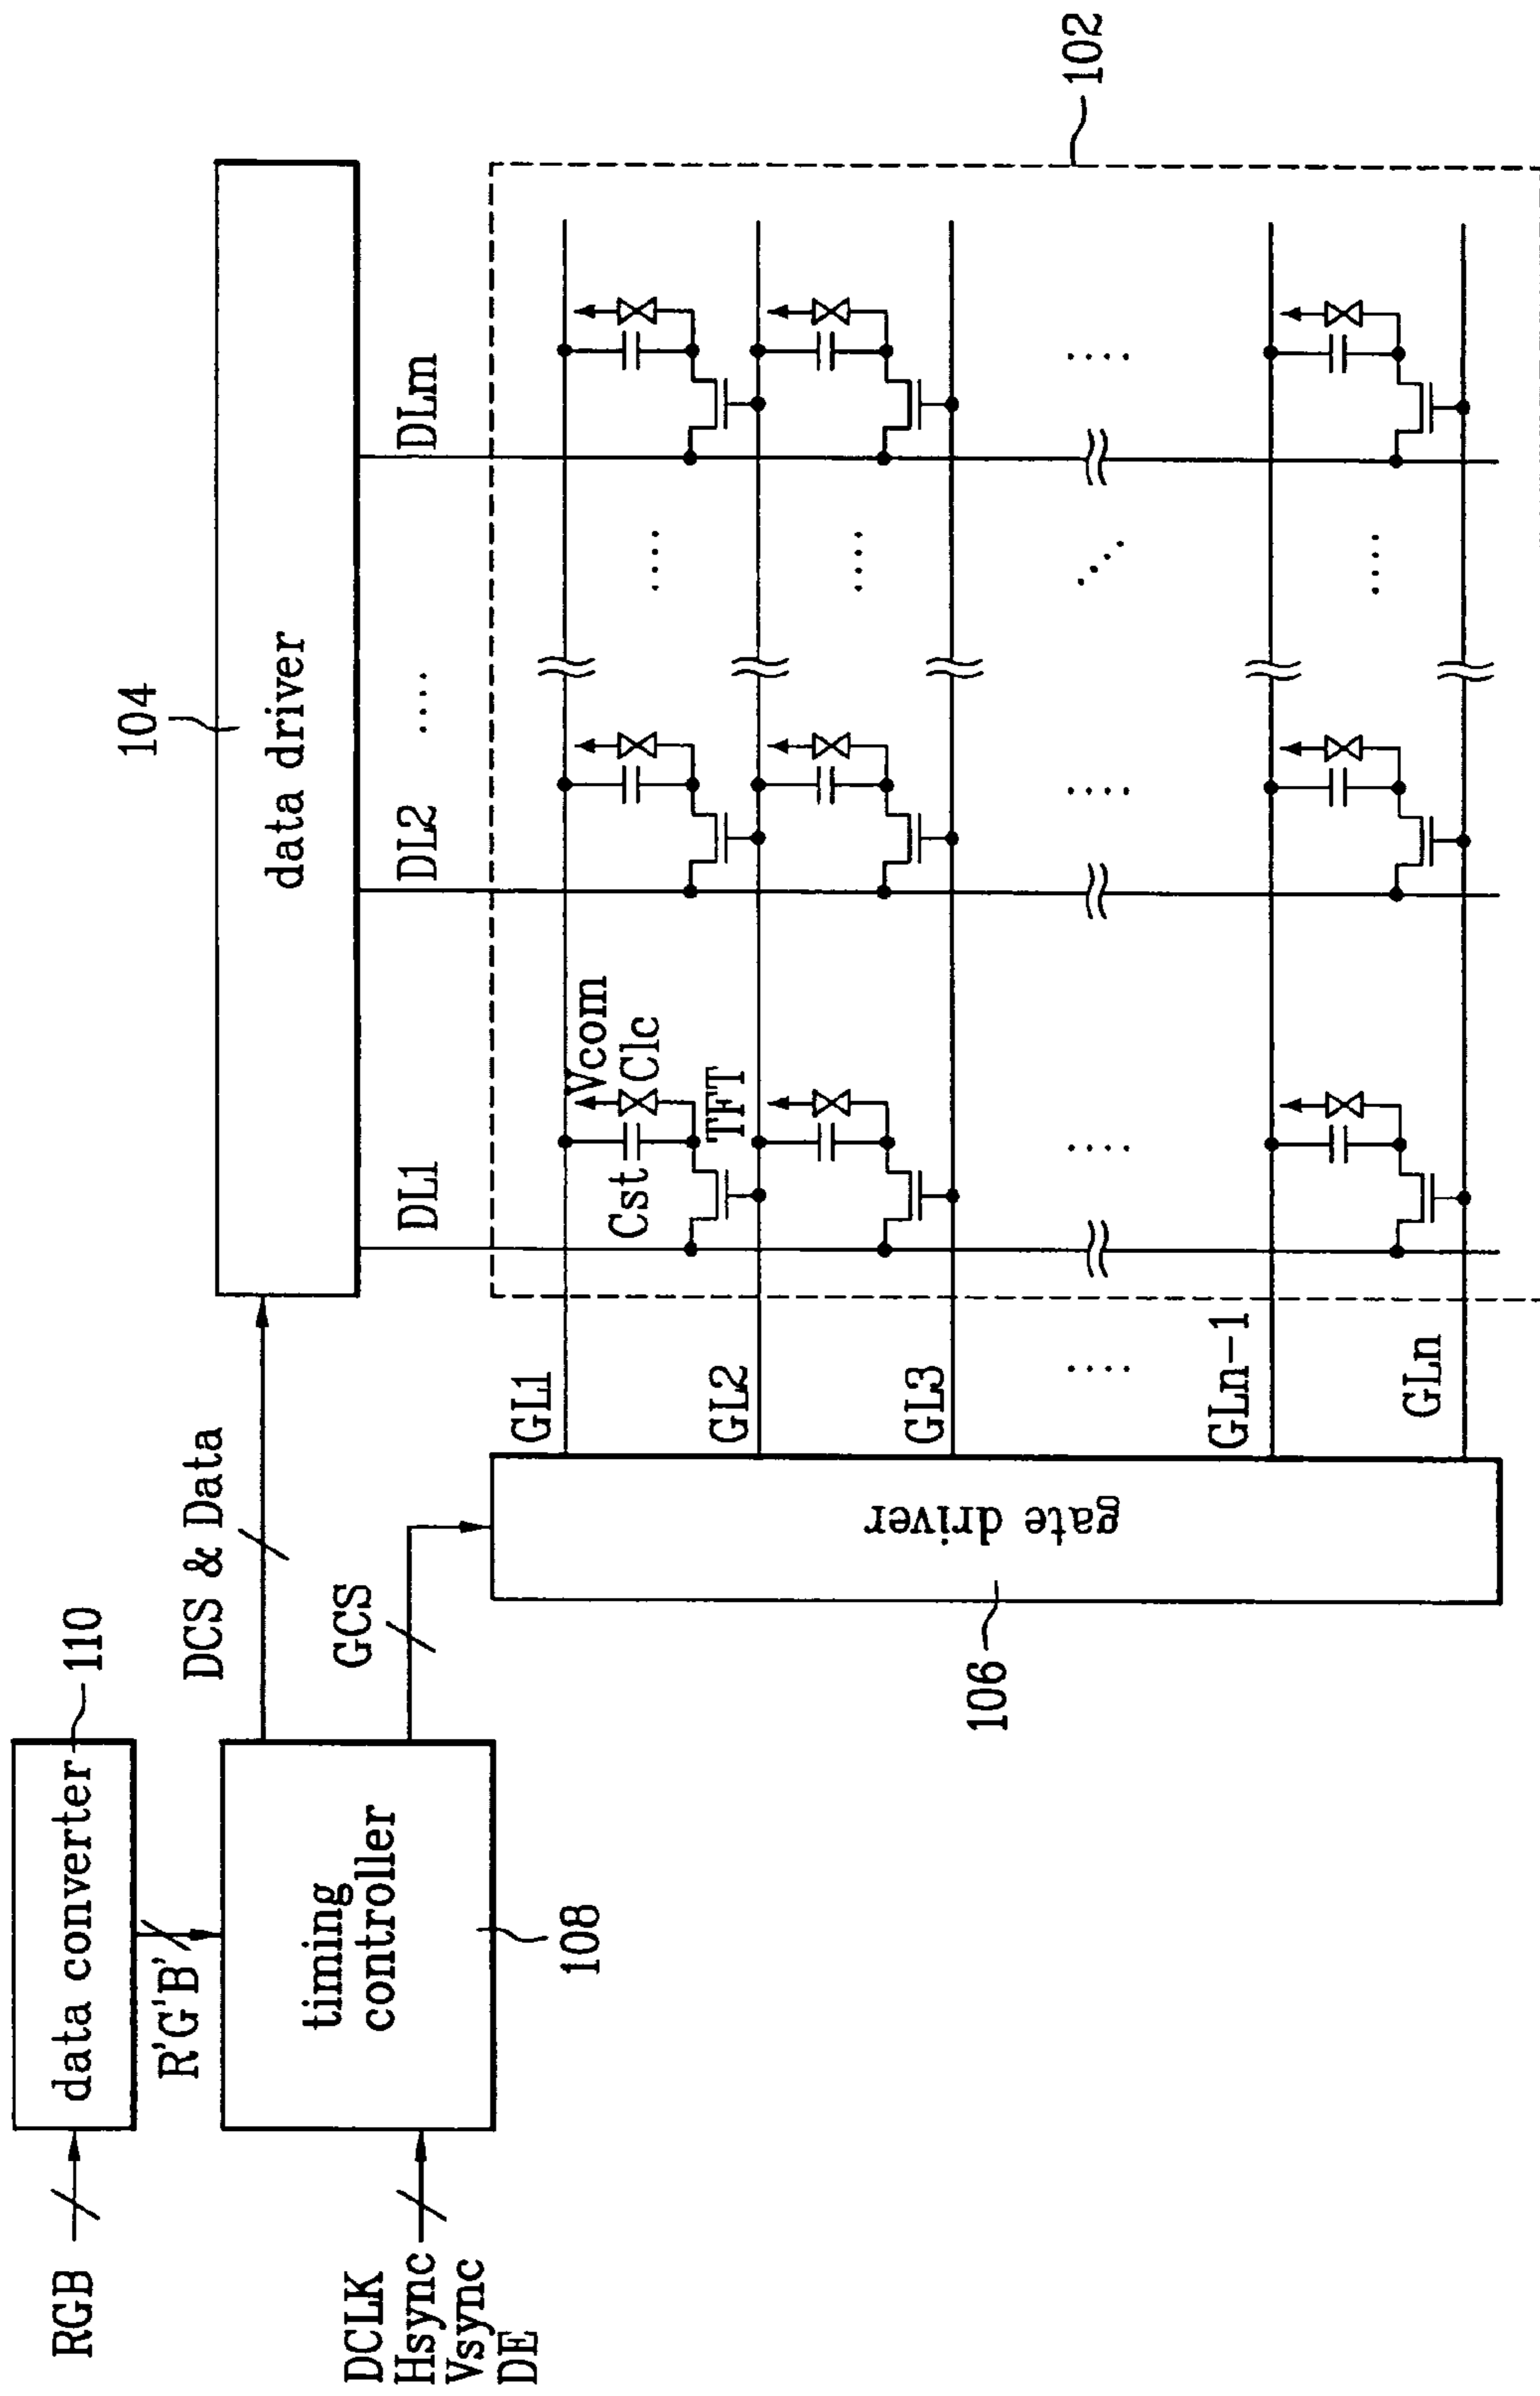 RGB
data converter
110
R'G'B'
DCLK
Hsync
Vsync
DE
timing
controller
108
DCS & Data
GCS
104
data driver
106
gate driver
DL1
DL2
....
DLm
102
GL1
GL2
GL3
....
GLn-1
GLn
Vcom
Clc
Cst
TFT